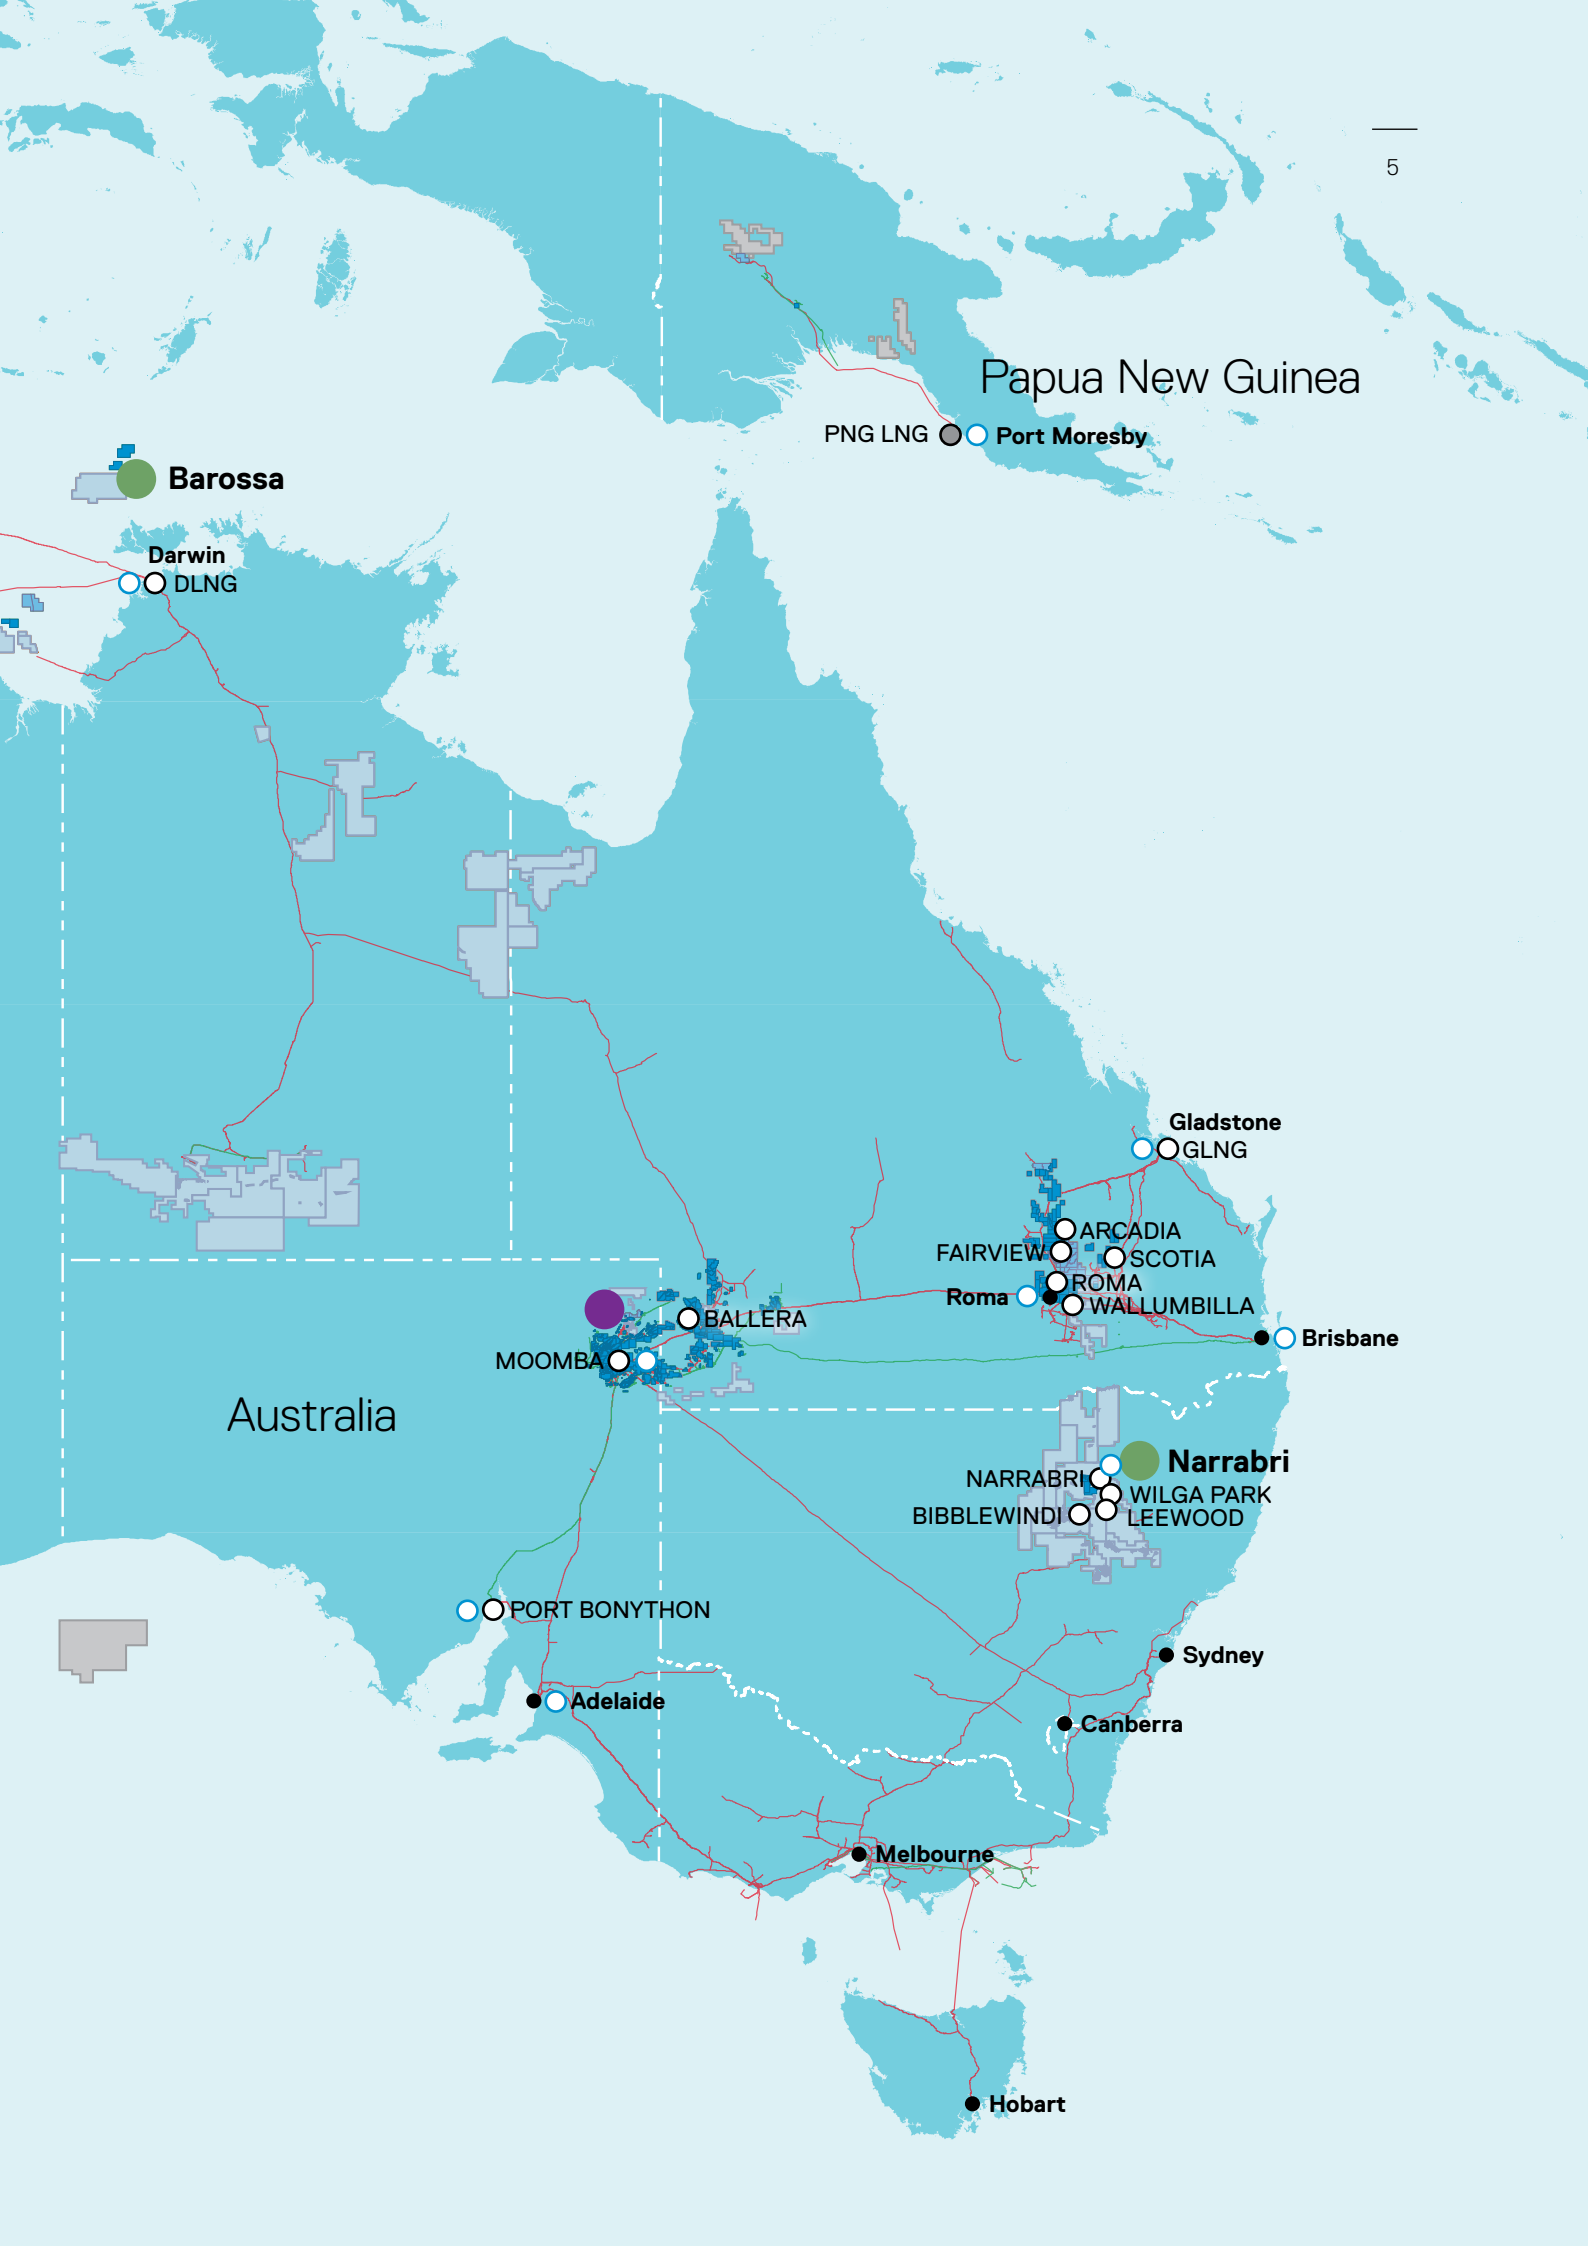 5
Papua New Guinea
PNG LNG
Port Moresby
Barossa
Darwin
DLNG
Gladstone
GLNG
ARCADIA
FAIRVIEW
SCOTIA
ROMA
Roma
WALLUMBILLA
BALLERA
Brisbane
MOOMBA
Australia
Narrabri
NARRABRI
WILGA PARK
BIBBLEWINDI
LEEWOOD
PORT BONYTHON
Sydney
Adelaide
Canberra
Melbourne
Hobart